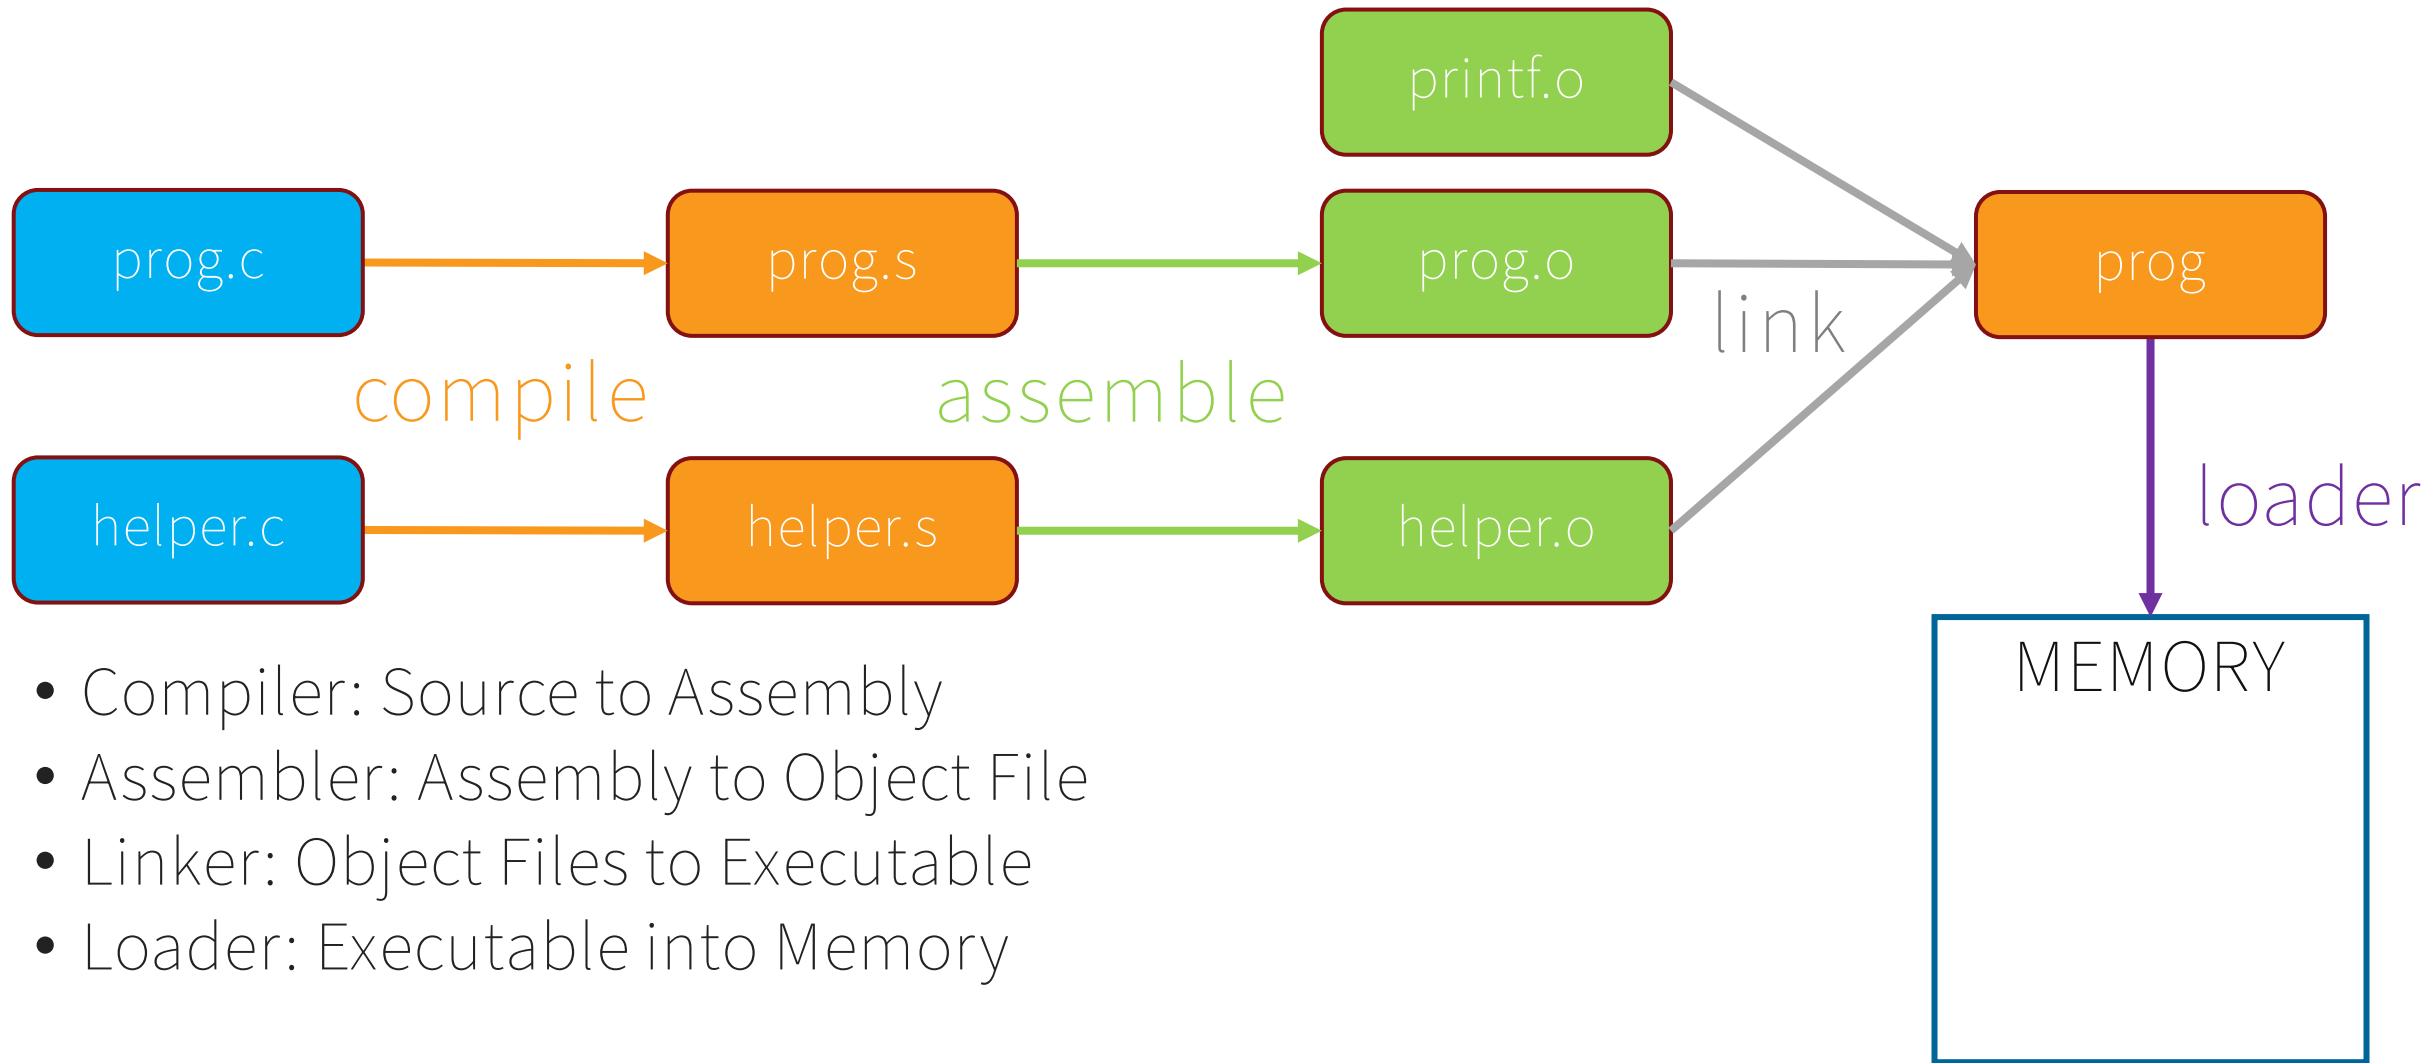 printf.o
prog.c
prog.s
prog.o
prog
link
compile
assemble
helper.c
helper.s
helper.o
loader
MEMORY
• Compiler: Source to Assembly
• Assembler: Assembly to Object File
• Linker: Object Files to Executable
• Loader: Executable into Memory